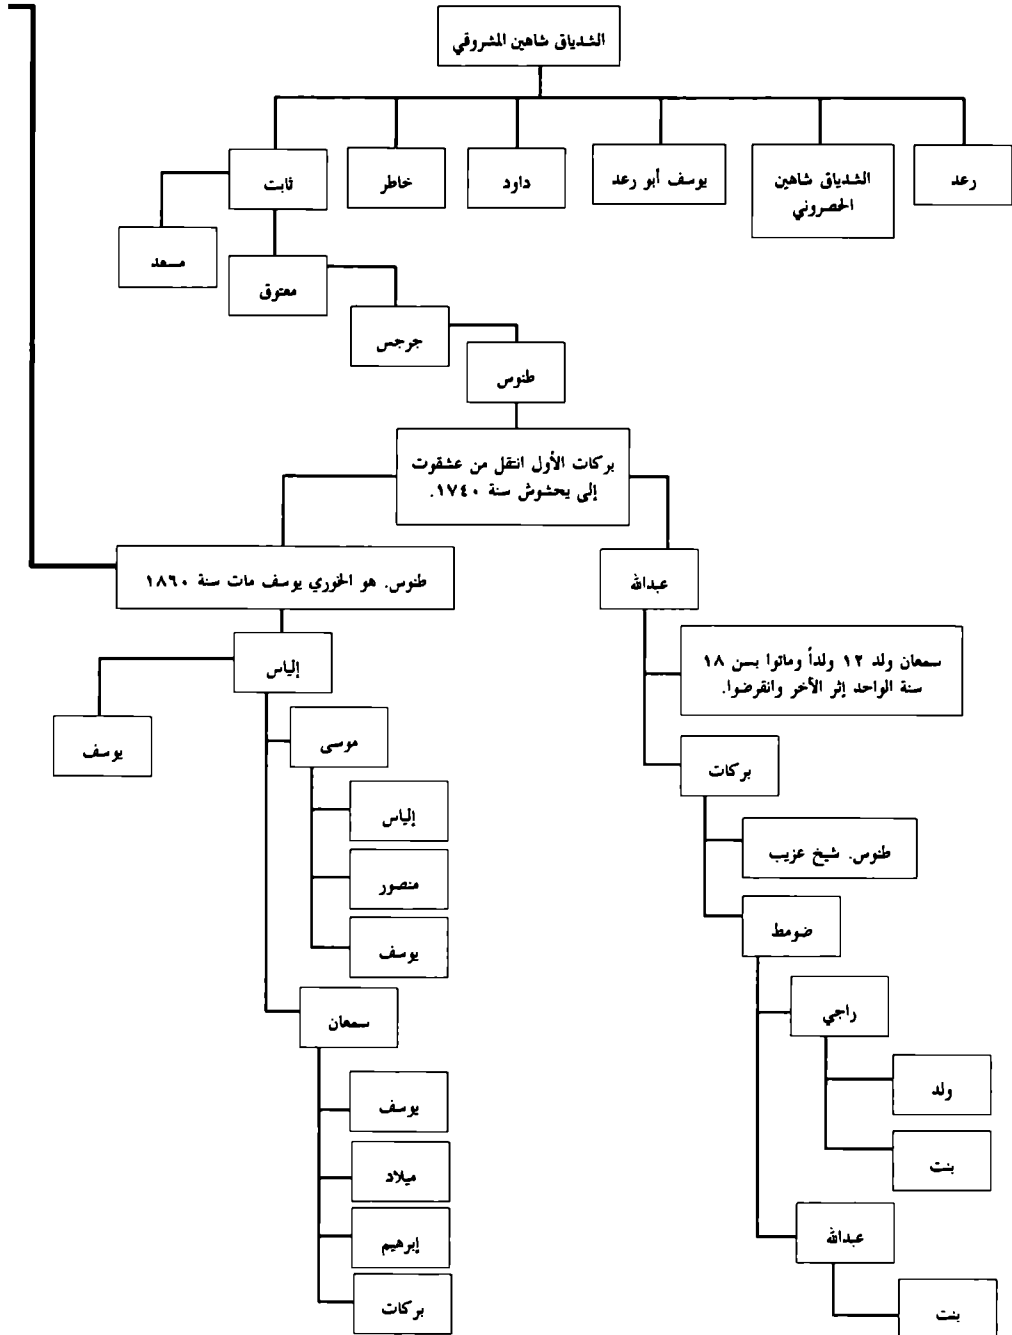 الشدياق شاهين المشروقي
رعد
الشدياق شاهين
الحصروني
يوسف أبو رعد
داود
خاطر
ثابت
مسعد
معتوق
جرجس
طنوس
بركات الأول انتقل من عشقوت
إلى يحشوش سنة ١٧٤٠.
عبدالله
طنوس. هو الخوري يوسف مات سنة ١٨٦٠
سمعان ولد ١٢ ولداً وماتوا بسن ١٨
سنة الواحد إثر الآخر وانقرضوا.
بركات
طنوس. شيخ عزيب
ضومط
راجي
ولد
بنت
عبدالله
بنت
إلياس
يوسف
موسى
إلياس
منصور
يوسف
سمعان
يوسف
ميلاد
إبرهيم
بركات